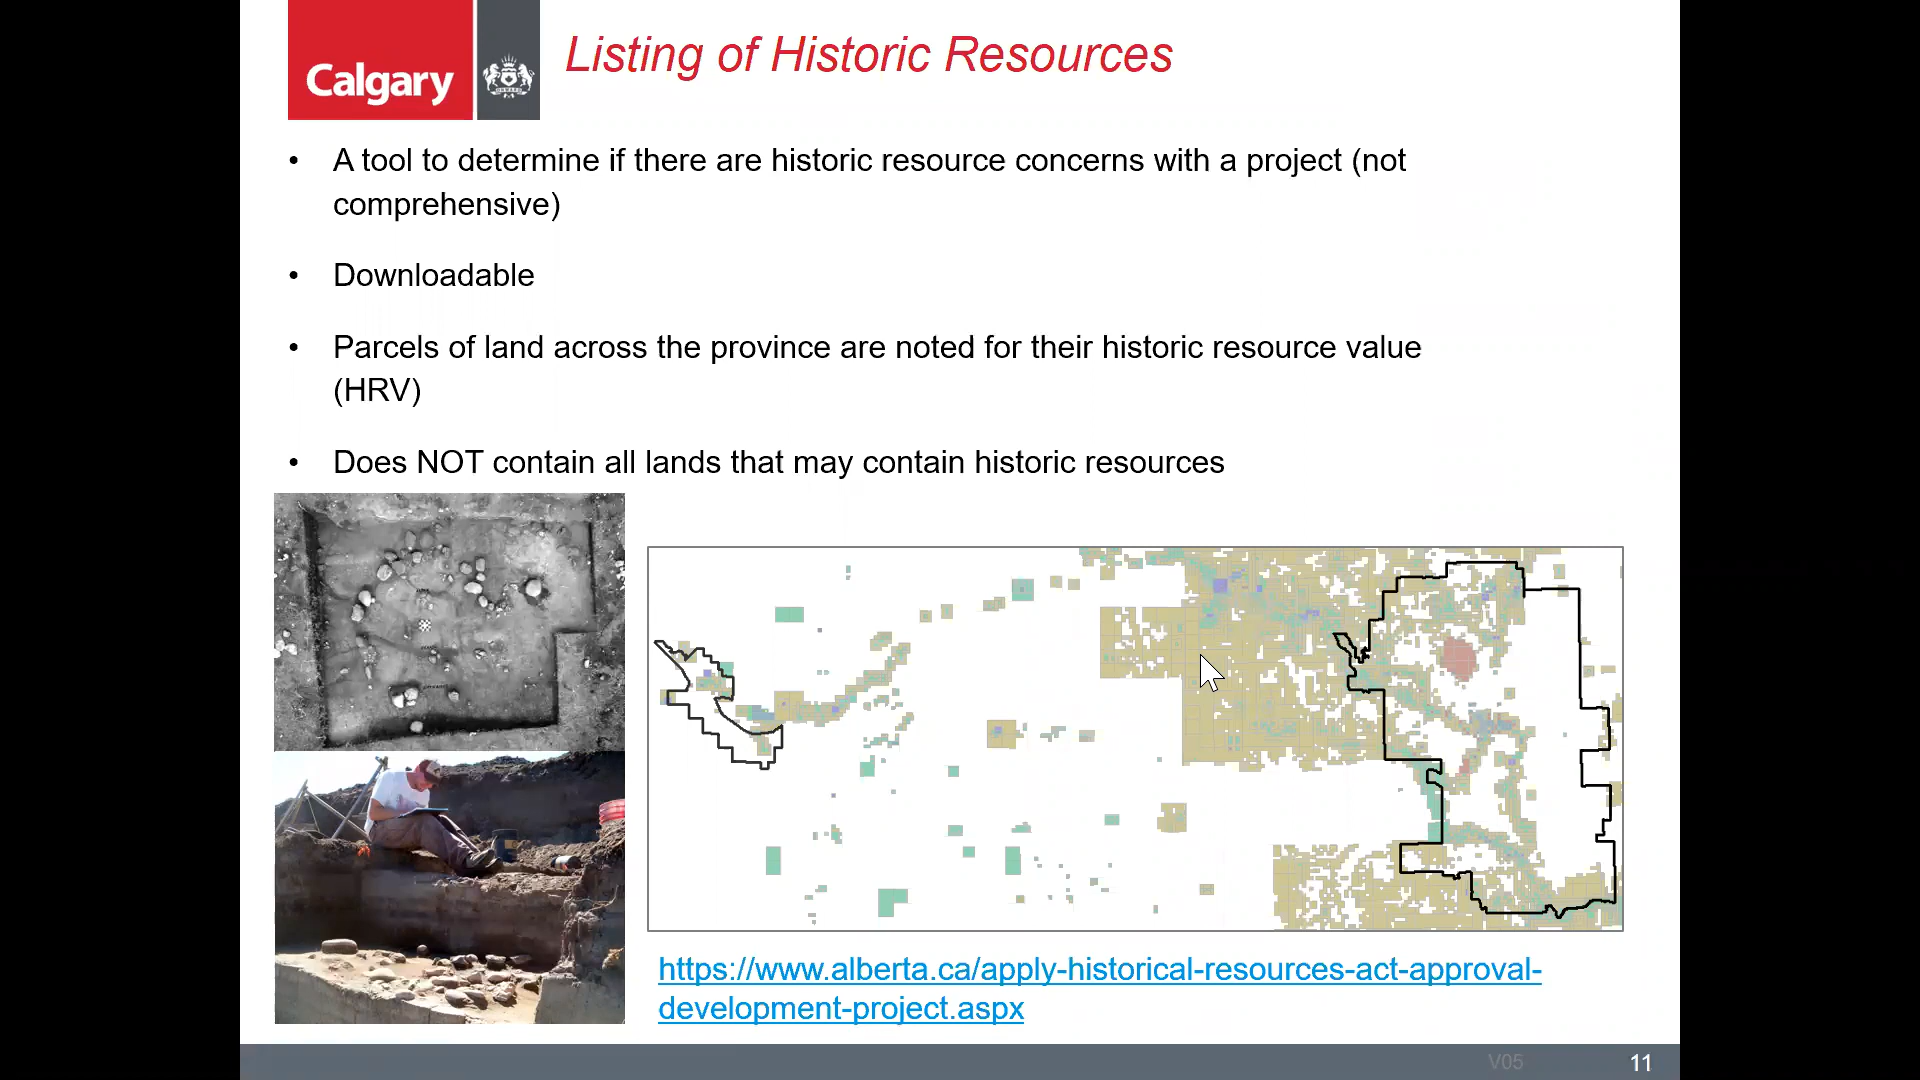 Calgary
ONWARD
Listing of Historic Resources
• A tool to determine if there are historic resource concerns with a project (not
comprehensive)
• Downloadable
• Parcels of land across the province are noted for their historic resource value
(HRV)
• Does NOT contain all lands that may contain historic resources
https://www.alberta.ca/apply-historical-resources-act-approval-
development-project.aspx
V05
11